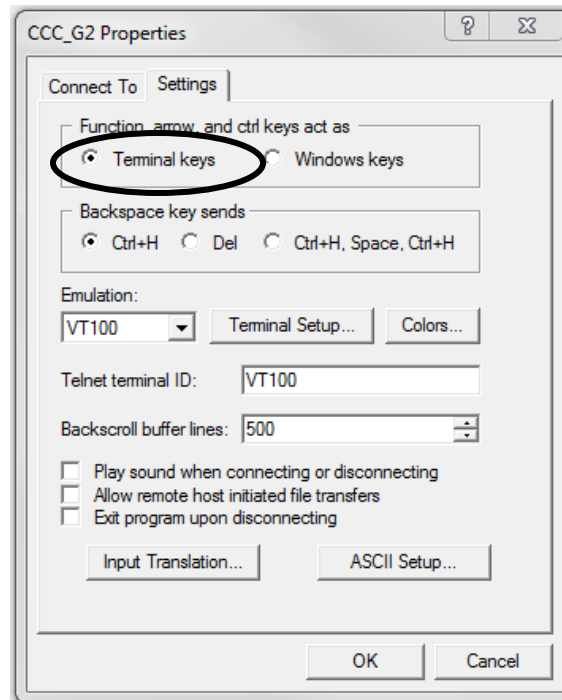 CCC_G2 Properties
Connect To Settings
Function, arrow, and ctrl keys act as
Terminal keys Windows keys
Backspace key sends
Ctrl+H Del Ctrl+H, Space, Ctrl+H
Emulation:
VT100 Terminal Setup... Colors...
Telnet terminal ID: VT100
Backscroll buffer lines: 500
Play sound when connecting or disconnecting
Allow remote host initiated file transfers
Exit program upon disconnecting
Input Translation... ASCII Setup...
OK Cancel